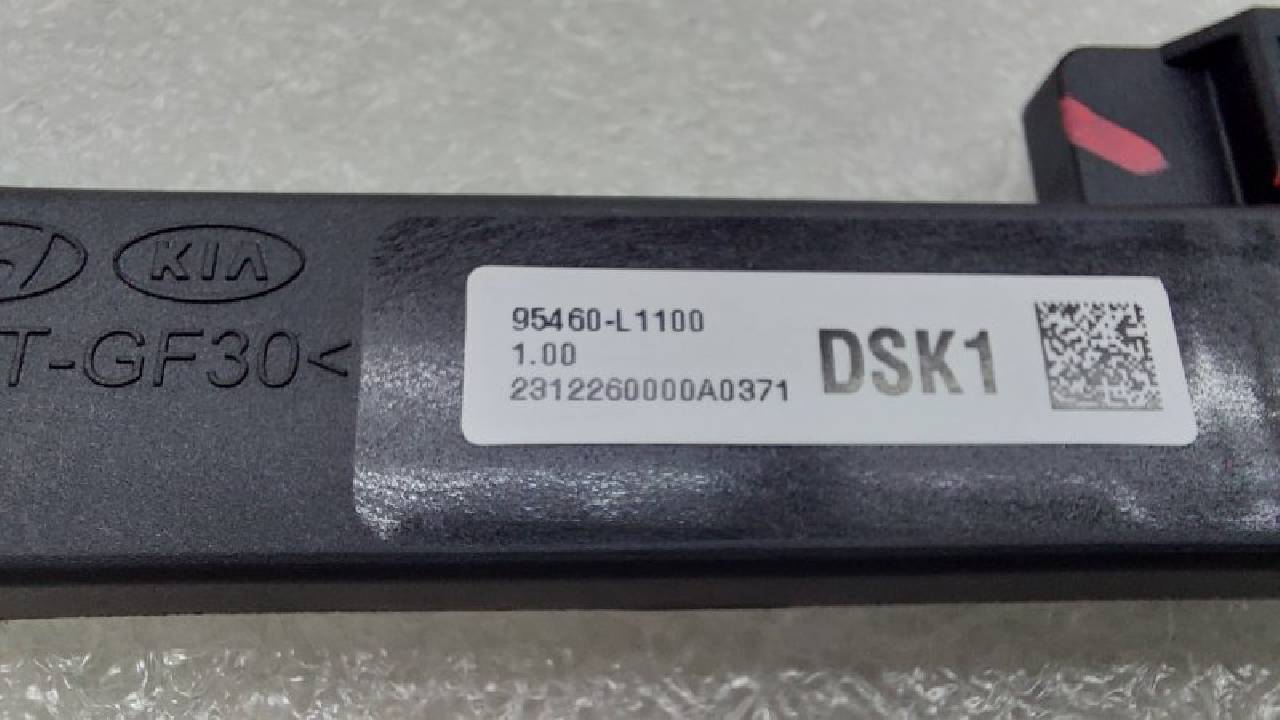 KIA
T-GF30<
95460-L1100
1.00
2312260000A0371
DSK1